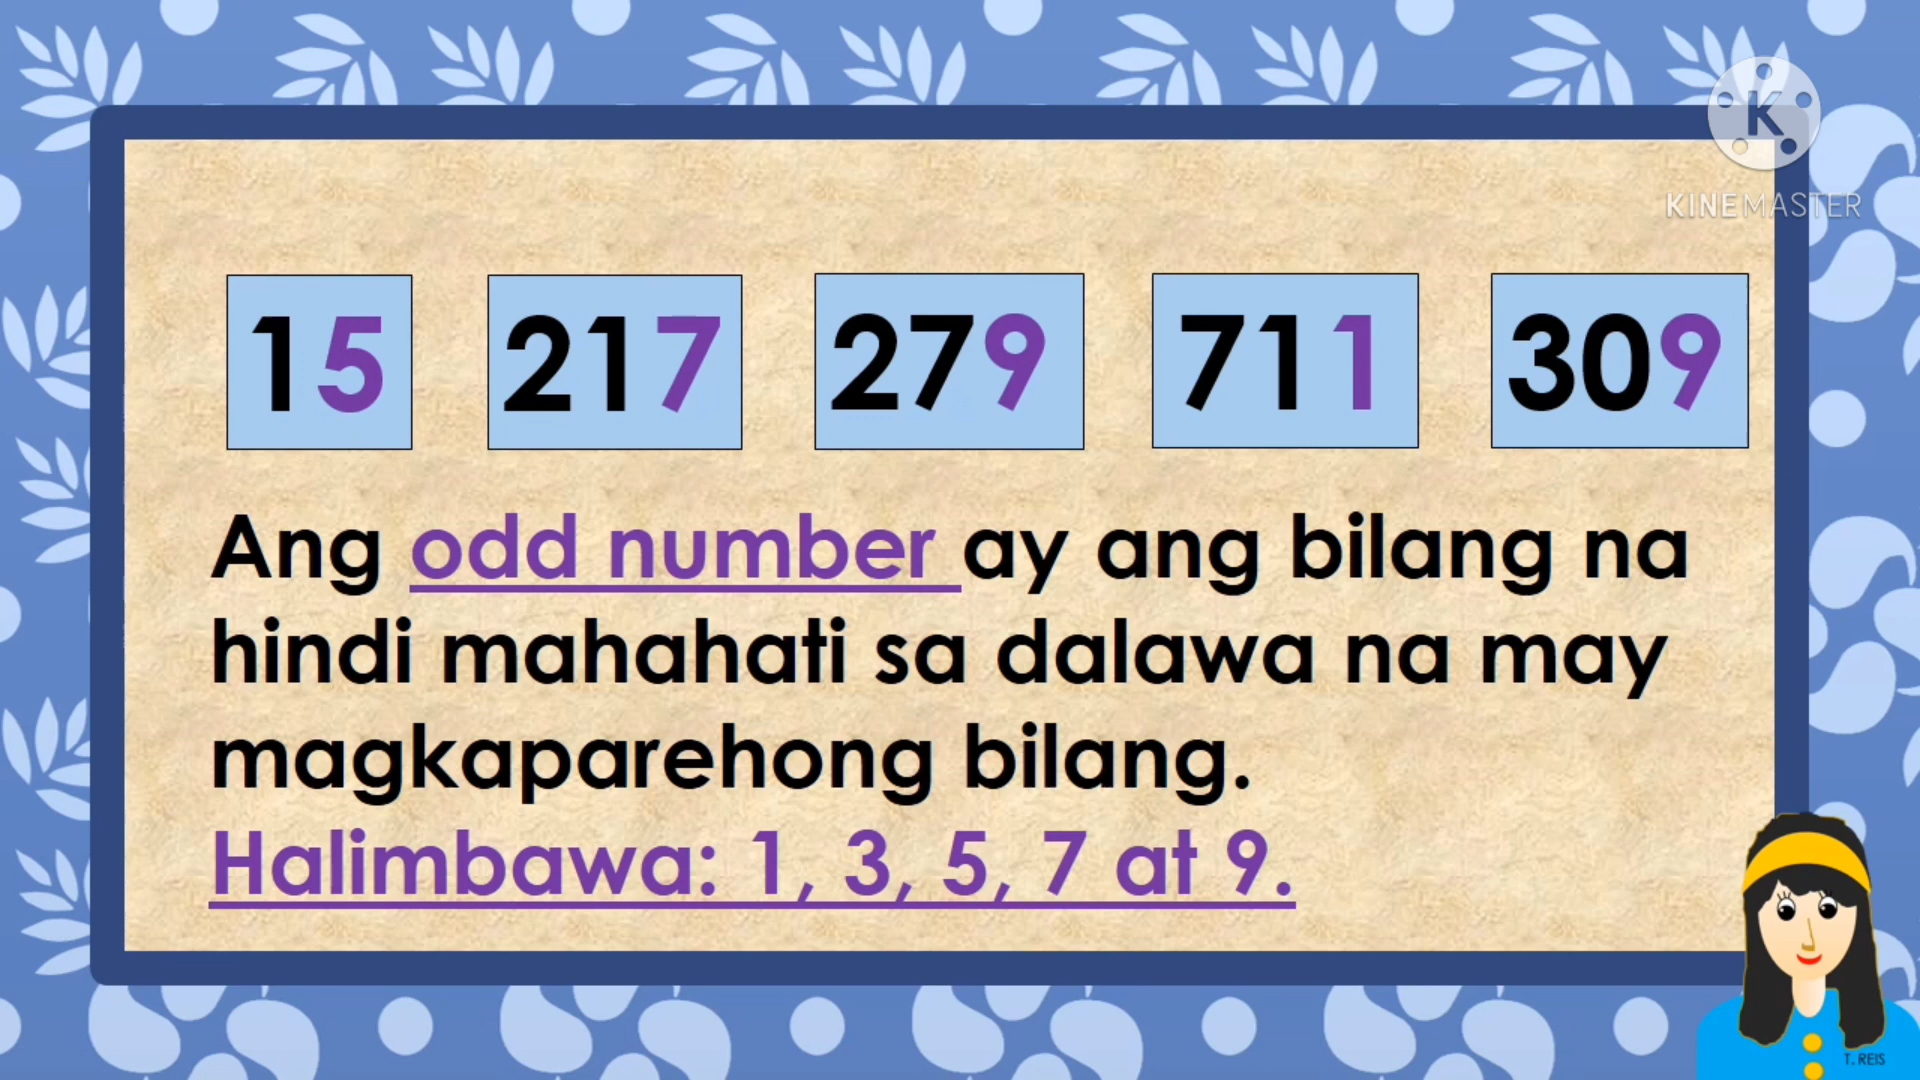 K
KINEMASTER
15 217 279 711 309
Ang odd number ay ang bilang na
hindi mahahati sa dalawa na may
magkaparehong bilang.
Halimbawa: 1, 3, 5, 7 at 9.
T. REIS